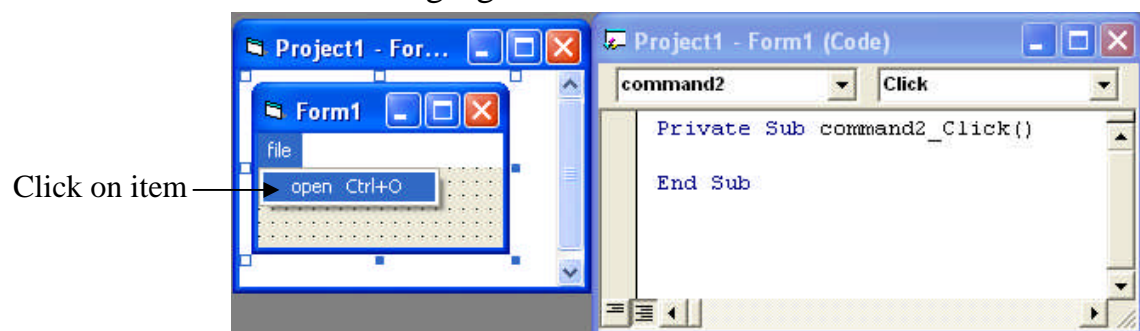 Project1 - For...
Form1
file
open Ctrl+O
Click on item
Project1 - Form1 (Code)
command2
Click
Private Sub command2_Click()
End Sub